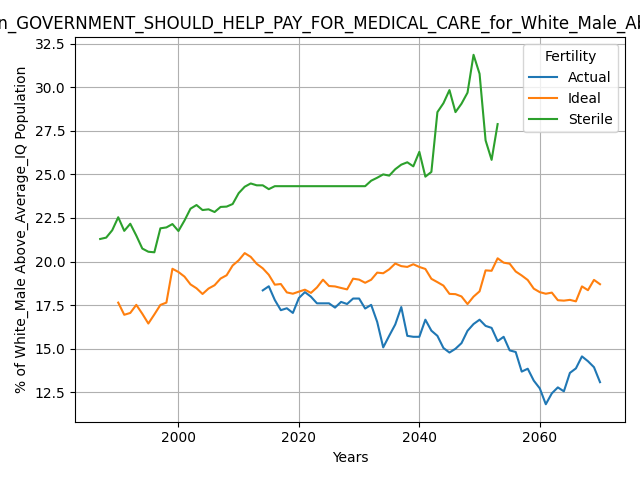 n_GOVERNMENT_SHOULD_HELP_PAY_FOR_MEDICAL_CARE_for_White_Male_Ab
32.5
30.0
27.5
25.0
22.5
20.0
17.5
15.0
12.5
% of White_Male Above_Average_IQ Population
Fertility
Actual
Ideal
Sterile
2000
2020
2040
2060
Years